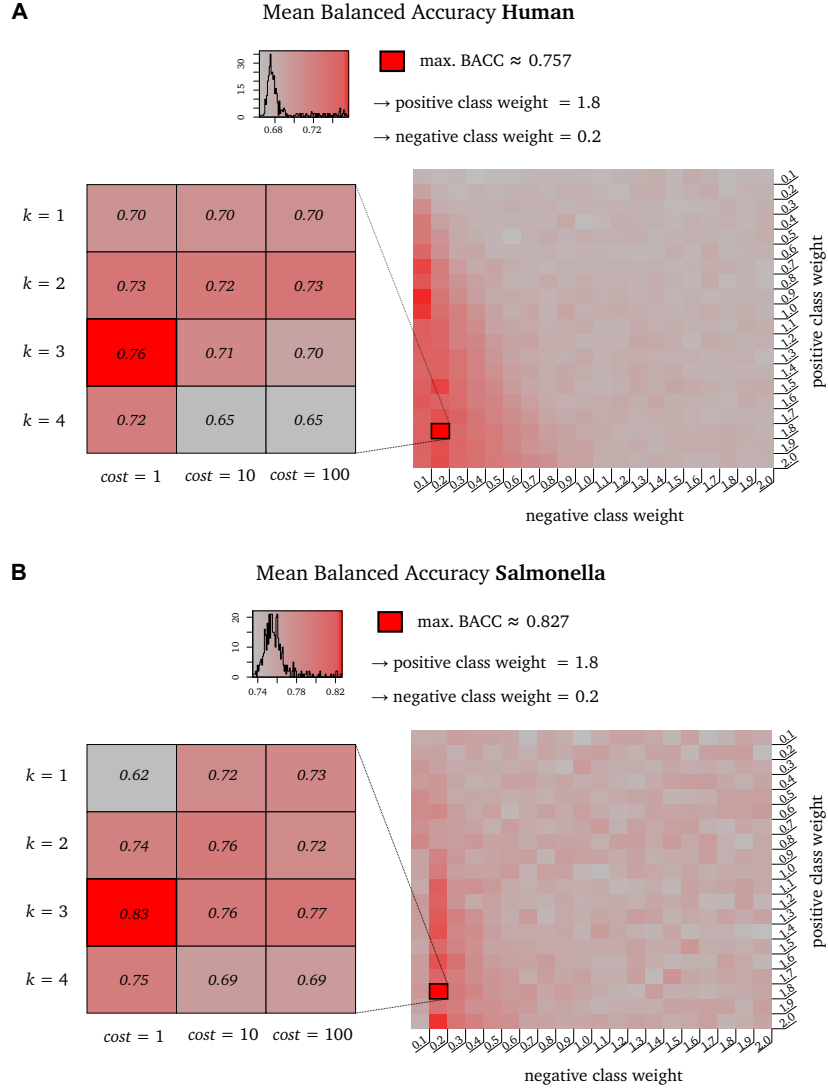 A
Mean Balanced Accuracy Human
0 5 15 30
0.68 0.72
max. BACC ≈ 0.757
→ positive class weight = 1.8
→ negative class weight = 0.2
k = 1 0.70 0.70 0.70
k = 2 0.73 0.72 0.73
k = 3 0.76 0.71 0.70
k = 4 0.72 0.65 0.65
cost = 1 cost = 10 cost = 100
0.1
0.2
0.3
0.4
0.5
0.6
0.7
0.8
0.9
1.0
1.1
1.2
1.3
1.4
1.5
1.6
1.7
1.8
1.9
2.0
positive class weight
0.1 0.2 0.3 0.4 0.5 0.6 0.7 0.8 0.9 1.0 1.1 1.2 1.3 1.4 1.5 1.6 1.7 1.8 1.9 2.0
negative class weight
B
Mean Balanced Accuracy Salmonella
0 5 10 20
0.74 0.78 0.82
max. BACC ≈ 0.827
→ positive class weight = 1.8
→ negative class weight = 0.2
k = 1 0.62 0.72 0.73
k = 2 0.74 0.76 0.72
k = 3 0.83 0.76 0.77
k = 4 0.75 0.69 0.69
cost = 1 cost = 10 cost = 100
0.1
0.2
0.3
0.4
0.5
0.6
0.7
0.8
0.9
1.0
1.1
1.2
1.3
1.4
1.5
1.6
1.7
1.8
1.9
2.0
positive class weight
0.1 0.2 0.3 0.4 0.5 0.6 0.7 0.8 0.9 1.0 1.1 1.2 1.3 1.4 1.5 1.6 1.7 1.8 1.9 2.0
negative class weight